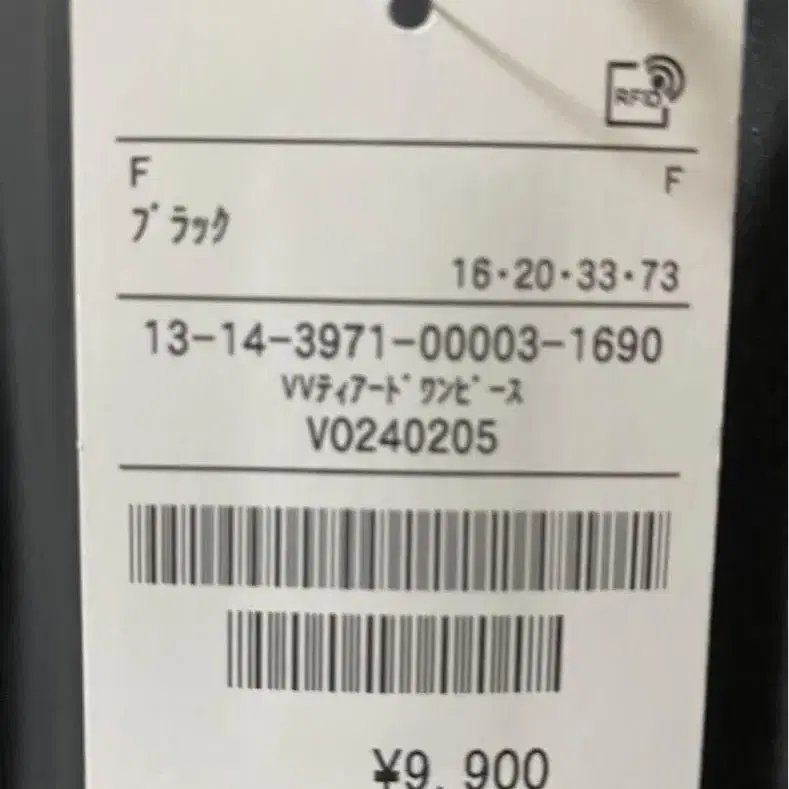 RFID
F F
ﾌﾞﾗｯｸ
16・20・33・73
13-14-3971-00003-1690
VVﾃｨｱｰﾄﾞﾜﾝﾋﾟｰｽ
VO240205
¥9,900